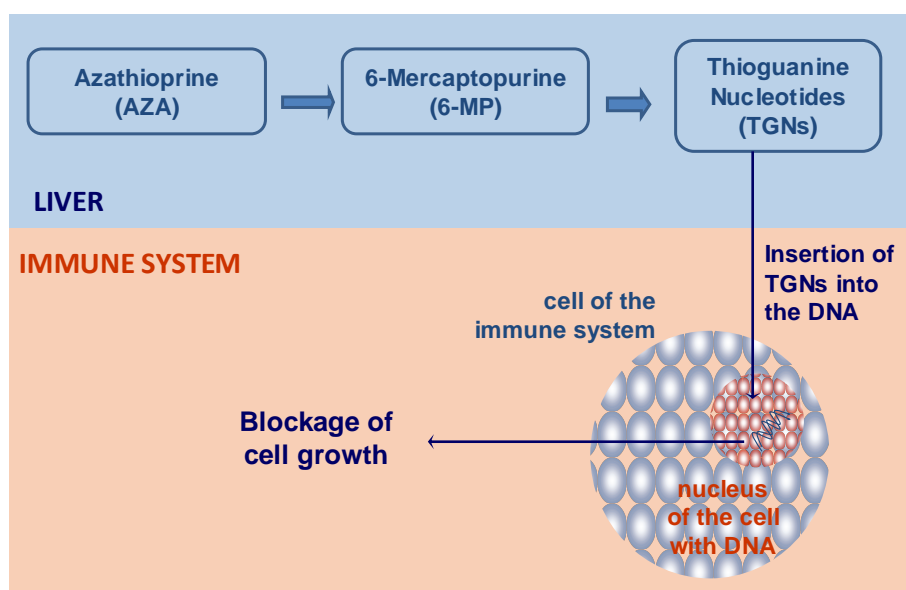 Azathioprine
(AZA)
6-Mercaptopurine
(6-MP)
Thioguanine
Nucleotides
(TGNs)
LIVER
IMMUNE SYSTEM
Insertion of
TGNs into
the DNA
cell of the
immune system
Blockage of
cell growth
nucleus
of the cell
with DNA